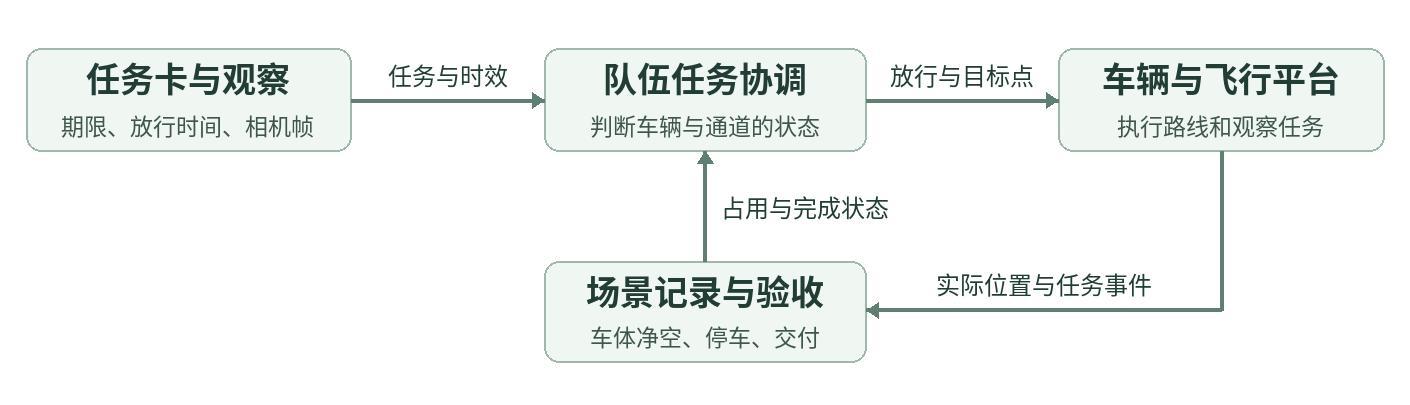 任务卡与观察
期限、放行时间、相机帧
任务与时效
队伍任务协调
判断车辆与通道的状态
放行与目标点
车辆与飞行平台
执行路线和观察任务
占用与完成状态
场景记录与验收
车体净空、停车、交付
实际位置与任务事件